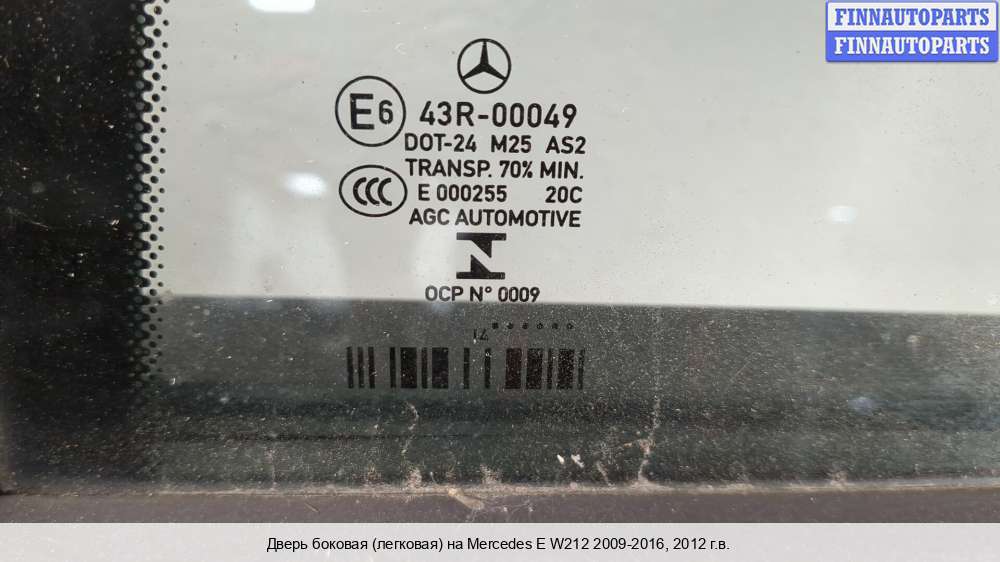 FINNAUTOPARTS
FINNAUTOPARTS
E6 43R-00049
DOT-24 M25 AS2
TRANSP. 70% MIN.
CCC E 000255 20C
AGC AUTOMOTIVE
OCP N° 0009
Дверь боковая (легковая) на Mercedes E W212 2009-2016, 2012 г.в.